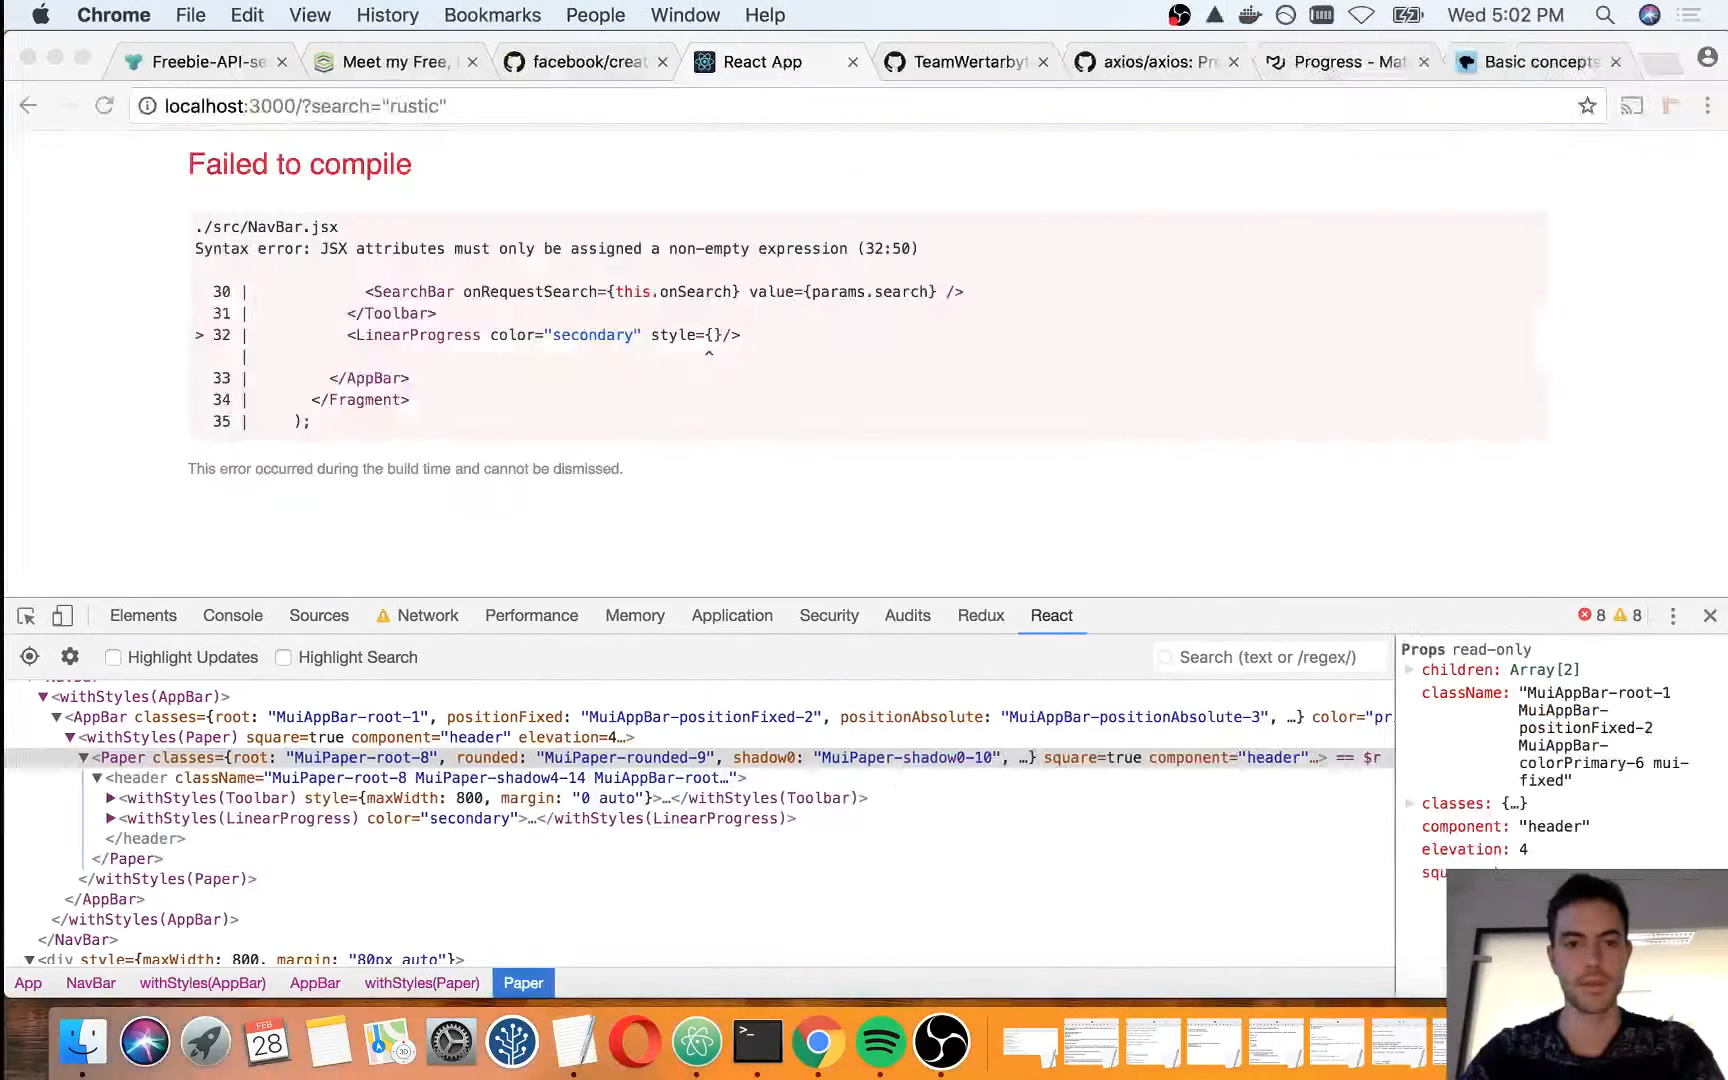 Chrome File Edit View History Bookmarks People Window Help Wed 5:02 PM
Freebie-API-se Meet my Free, facebook/creat React App TeamWertarbyt axios/axios: Pr Progress - Mat Basic concepts
localhost:3000/?search="rustic"
Failed to compile
./src/NavBar.jsx
Syntax error: JSX attributes must only be assigned a non-empty expression (32:50)
30 | <SearchBar onRequestSearch={this.onSearch} value={params.search} />
31 | </Toolbar>
> 32 | <LinearProgress color="secondary" style={}/>
| ^
33 | </AppBar>
34 | </Fragment>
35 | );
This error occurred during the build time and cannot be dismissed.
Elements Console Sources Network Performance Memory Application Security Audits Redux React 8 8
Highlight Updates Highlight Search Search (text or /regex/)
<withStyles(AppBar)>
<AppBar classes={root: "MuiAppBar-root-1", positionFixed: "MuiAppBar-positionFixed-2", positionAbsolute: "MuiAppBar-positionAbsolute-3", …} color="pr
<withStyles(Paper) square=true component="header" elevation=4…>
<Paper classes={root: "MuiPaper-root-8", rounded: "MuiPaper-rounded-9", shadow0: "MuiPaper-shadow0-10", …} square=true component="header"…> == $r
<header className="MuiPaper-root-8 MuiPaper-shadow4-14 MuiAppBar-root…">
<withStyles(Toolbar) style={maxWidth: 800, margin: "0 auto"}>…</withStyles(Toolbar)>
<withStyles(LinearProgress) color="secondary">…</withStyles(LinearProgress)>
</header>
</Paper>
</withStyles(Paper)>
</AppBar>
</withStyles(AppBar)>
</NavBar>
<div style={maxWidth: 800, margin: "80px auto"}>
App NavBar withStyles(AppBar) AppBar withStyles(Paper) Paper
Props read-only
children: Array[2]
className: "MuiAppBar-root-1
MuiAppBar-
positionFixed-2
MuiAppBar-
colorPrimary-6 mui-
fixed"
classes: {…}
component: "header"
elevation: 4
squ
FEB
28